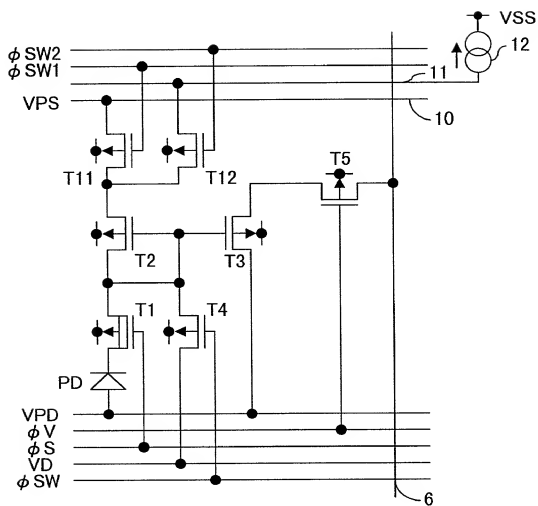 VSS
12
φSW2
φSW1
11
VPS
10
T11
T12
T5
T2
T3
T1
T4
PD
VPD
φV
φS
VD
φSW
6